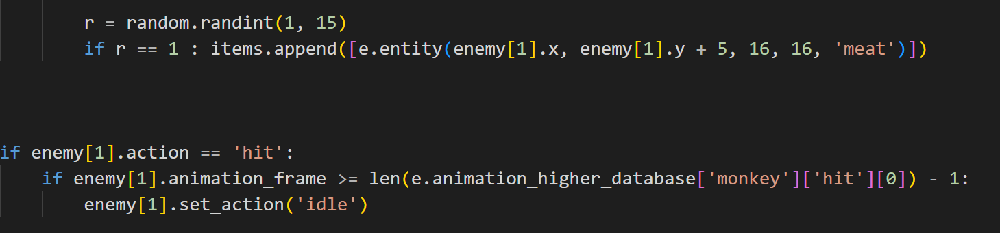 r = random.randint(1, 15)
if r == 1 : items.append([e.entity(enemy[1].x, enemy[1].y + 5, 16, 16, 'meat')])
if enemy[1].action == 'hit':
if enemy[1].animation_frame >= len(e.animation_higher_database['monkey']['hit'][0]) - 1:
enemy[1].set_action('idle')